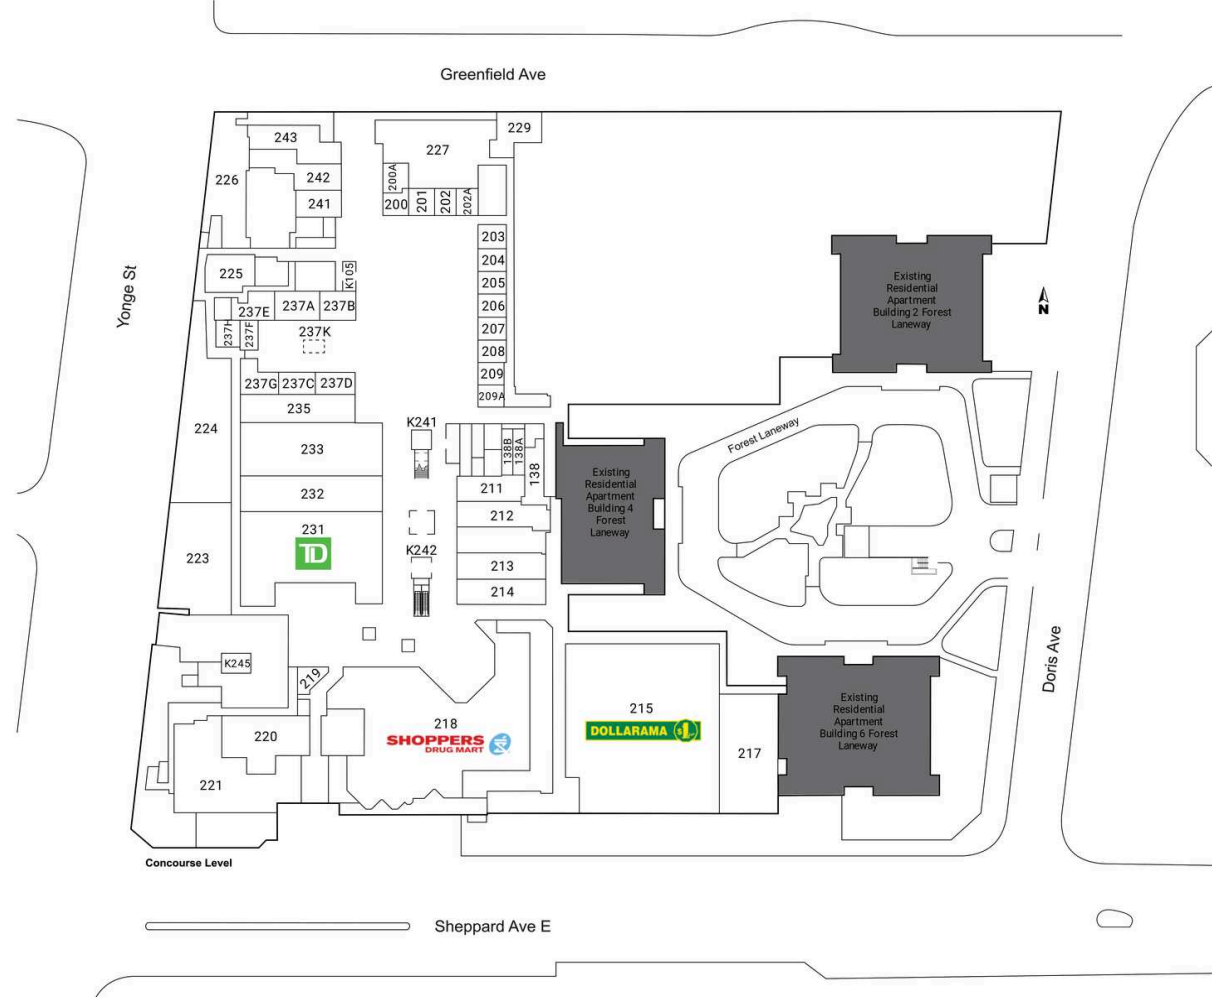 Greenfield Ave
229
243
227
226
242
200A
241
200
201
202
202A
203
204
225
K105
205
237E
237A
237B
206
237H
237F
237K
207
208
209
237G
237C
237D
209A
235
224
K241
233
138B
138A
138
211
232
212
231
TD
K242
223
213
214
K245
219
218
SHOPPERS
DRUG MART
215
DOLLARAMA $1
220
217
221
Concourse Level
Existing
Residential
Apartment
Building 2 Forest
Laneway
N
Forest Laneway
Existing
Residential
Apartment
Building 4
Forest
Laneway
Existing
Residential
Apartment
Building 6 Forest
Laneway
Yonge St
Doris Ave
Sheppard Ave E